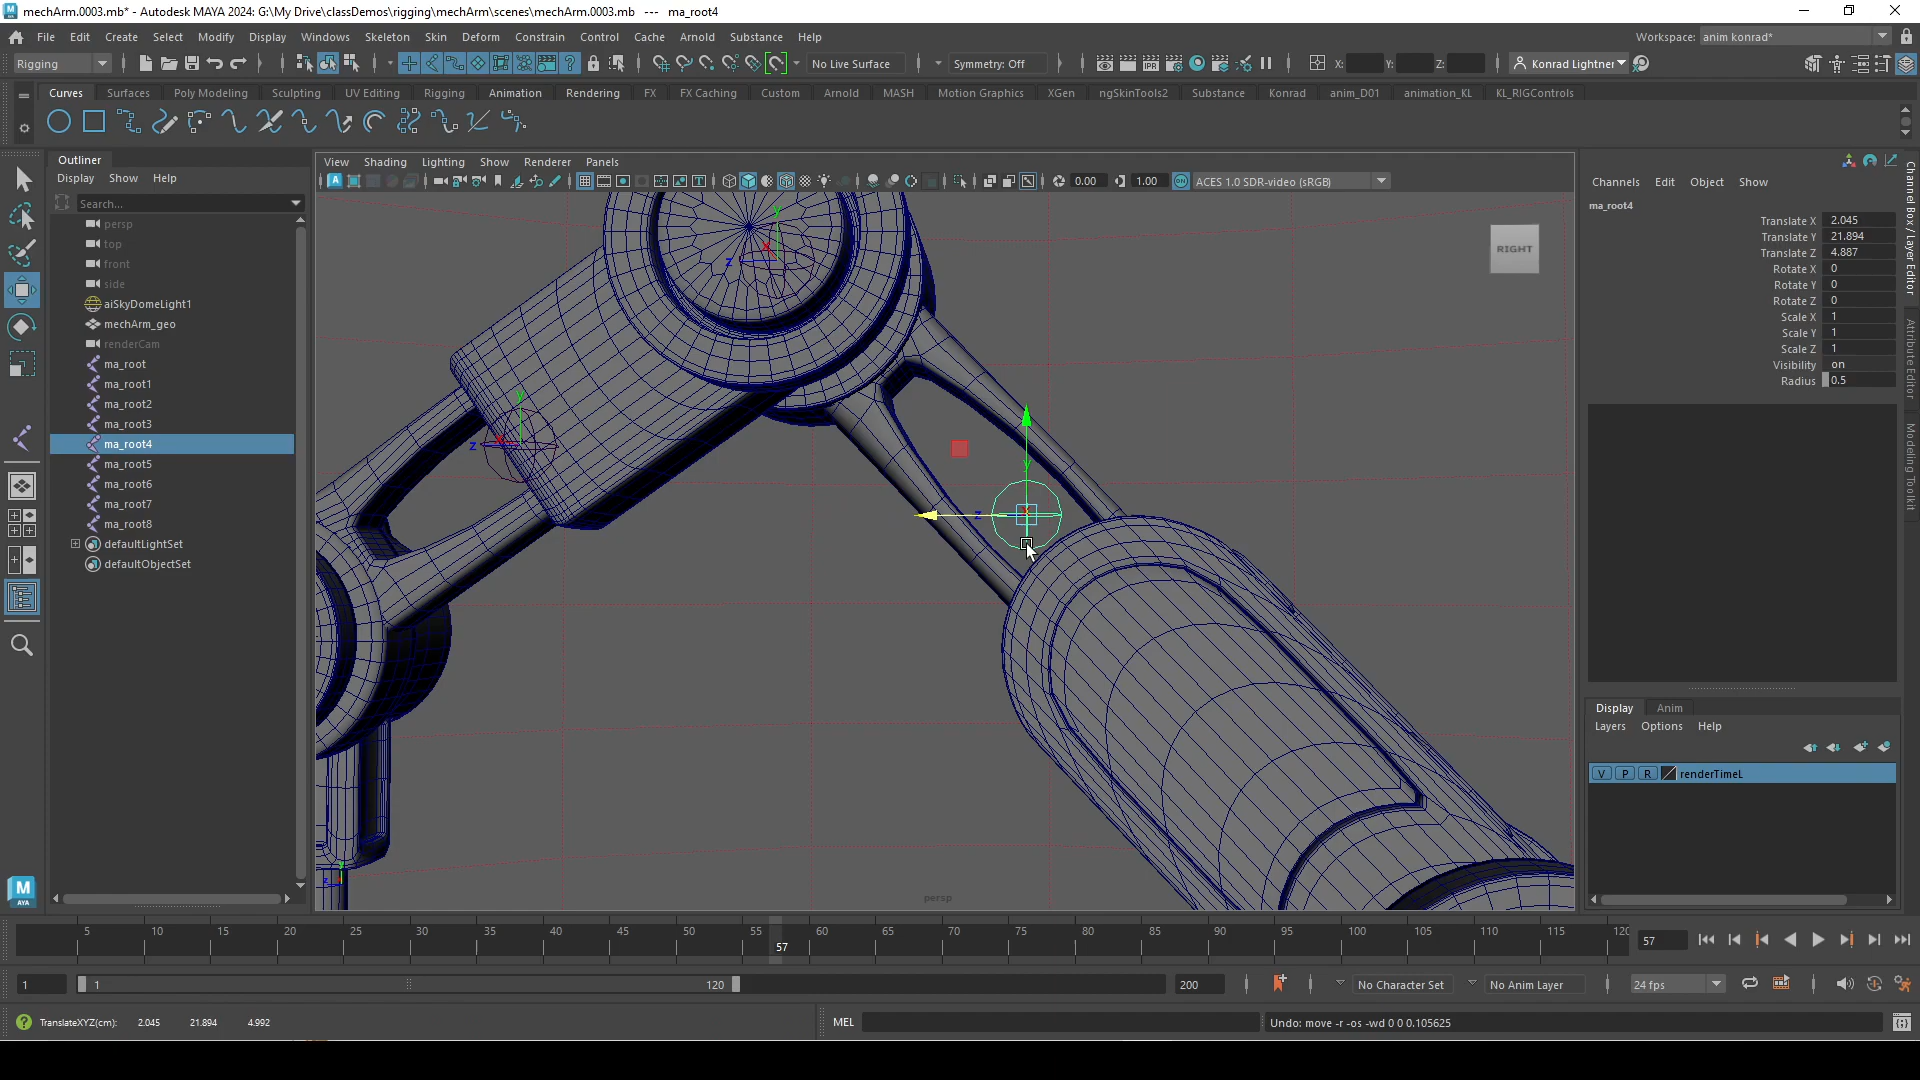 mechArm.0003.mb* - Autodesk MAYA 2024: G:\My Drive\classDemos\rigging\mechArm\scenes\mechArm.0003.mb --- ma_root4
File Edit Create Select Modify Display Windows Skeleton Skin Deform Constrain Control Cache Arnold Substance Help
Workspace: anim konrad*
Rigging
No Live Surface
Symmetry: Off
X:
Y:
Z:
Konrad Lightner
Curves Surfaces Poly Modeling Sculpting UV Editing Rigging Animation Rendering FX FX Caching Custom Arnold MASH Motion Graphics XGen ngSkinTools2 Substance Konrad anim_D01 animation_KL KL_RIGControls
Outliner
Display Show Help
Search...
persp
top
front
side
aiSkyDomeLight1
mechArm_geo
renderCam
ma_root
ma_root1
ma_root2
ma_root3
ma_root4
ma_root5
ma_root6
ma_root7
ma_root8
defaultLightSet
defaultObjectSet
View Shading Lighting Show Renderer Panels
0.00
1.00
ACES 1.0 SDR-video (sRGB)
RIGHT
persp
Channels Edit Object Show
ma_root4
Translate X 2.045
Translate Y 21.894
Translate Z 4.887
Rotate X 0
Rotate Y 0
Rotate Z 0
Scale X 1
Scale Y 1
Scale Z 1
Visibility on
Radius 0.5
Channel Box / Layer Editor
Attribute Editor
Modeling Toolkit
Display Anim
Layers Options Help
V P R renderTimeL
5 10 15 20 25 30 35 40 45 50 55 60 65 70 75 80 85 90 95 100 105 110 115 120
57
57
1
1
120
200
No Character Set
No Anim Layer
24 fps
TranslateXYZ(cm): 2.045 21.894 4.992
MEL
Undo: move -r -os -wd 0 0 0.105625